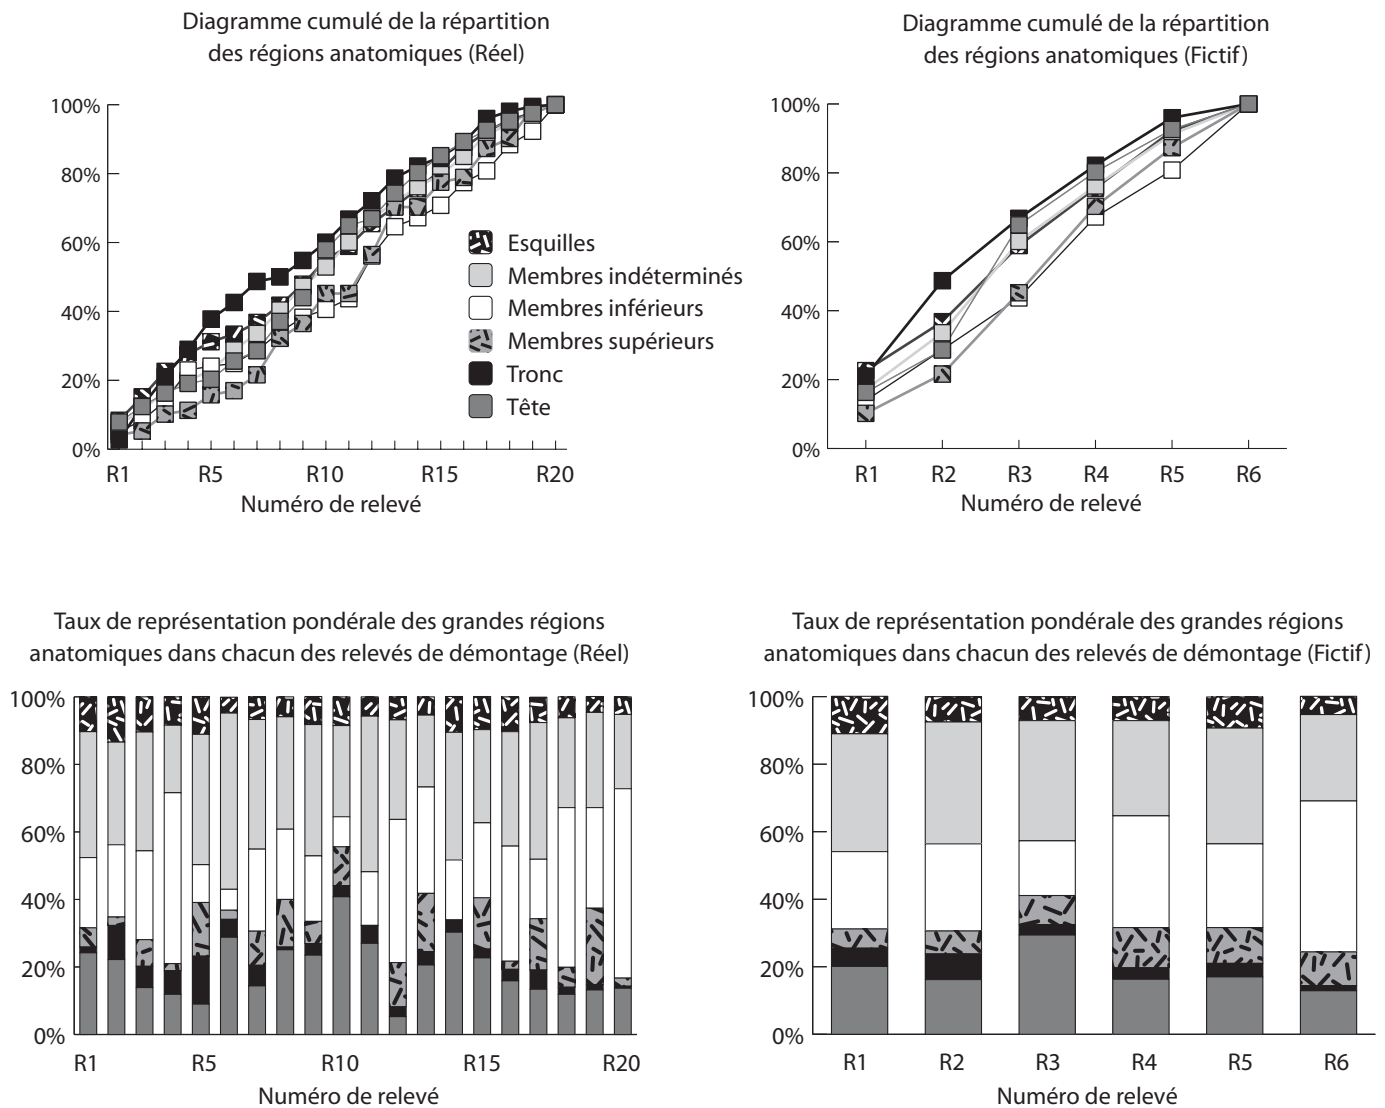 Diagramme cumulé de la répartition
des régions anatomiques (Réel)
100%
80%
60%
40%
20%
0%
R1 R5 R10 R15 R20
Numéro de relevé
Esquilles
Membres indéterminés
Membres inférieurs
Membres supérieurs
Tronc
Tête
Diagramme cumulé de la répartition
des régions anatomiques (Fictif)
100%
80%
60%
40%
20%
0%
R1 R2 R3 R4 R5 R6
Numéro de relevé
Taux de représentation pondérale des grandes régions
anatomiques dans chacun des relevés de démontage (Réel)
100%
80%
60%
40%
20%
0%
R1 R5 R10 R15 R20
Numéro de relevé
Taux de représentation pondérale des grandes régions
anatomiques dans chacun des relevés de démontage (Fictif)
100%
80%
60%
40%
20%
0%
R1 R2 R3 R4 R5 R6
Numéro de relevé